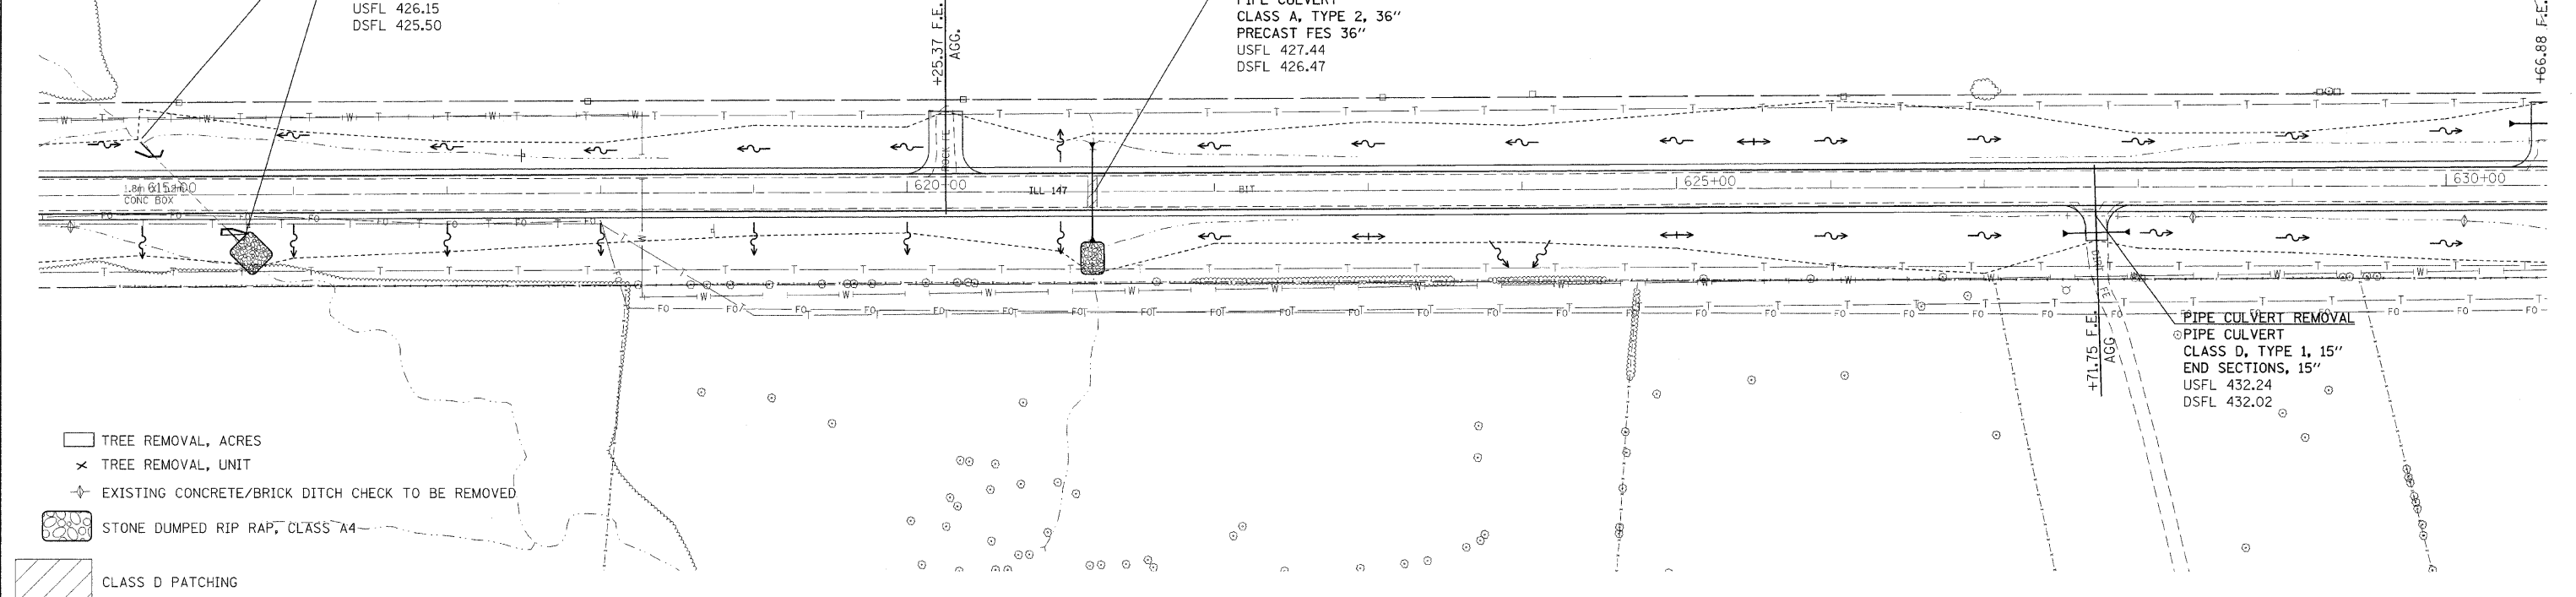 USFL 426.15
DSFL 425.50
+25.37 F.E.
AGG.
PIPE CULVERT
CLASS A, TYPE 2, 36"
PRECAST FES 36"
USFL 427.44
DSFL 426.47
+66.88 F.E.
615+00
CONC BOX
620+00
ILL 147
BIT
625+00
630+00
+71.75 F.E.
AGG
PIPE CULVERT REMOVAL
PIPE CULVERT
CLASS D, TYPE 1, 15"
END SECTIONS, 15"
USFL 432.24
DSFL 432.02
TREE REMOVAL, ACRES
TREE REMOVAL, UNIT
EXISTING CONCRETE/BRICK DITCH CHECK TO BE REMOVED
STONE DUMPED RIP RAP, CLASS A4
CLASS D PATCHING